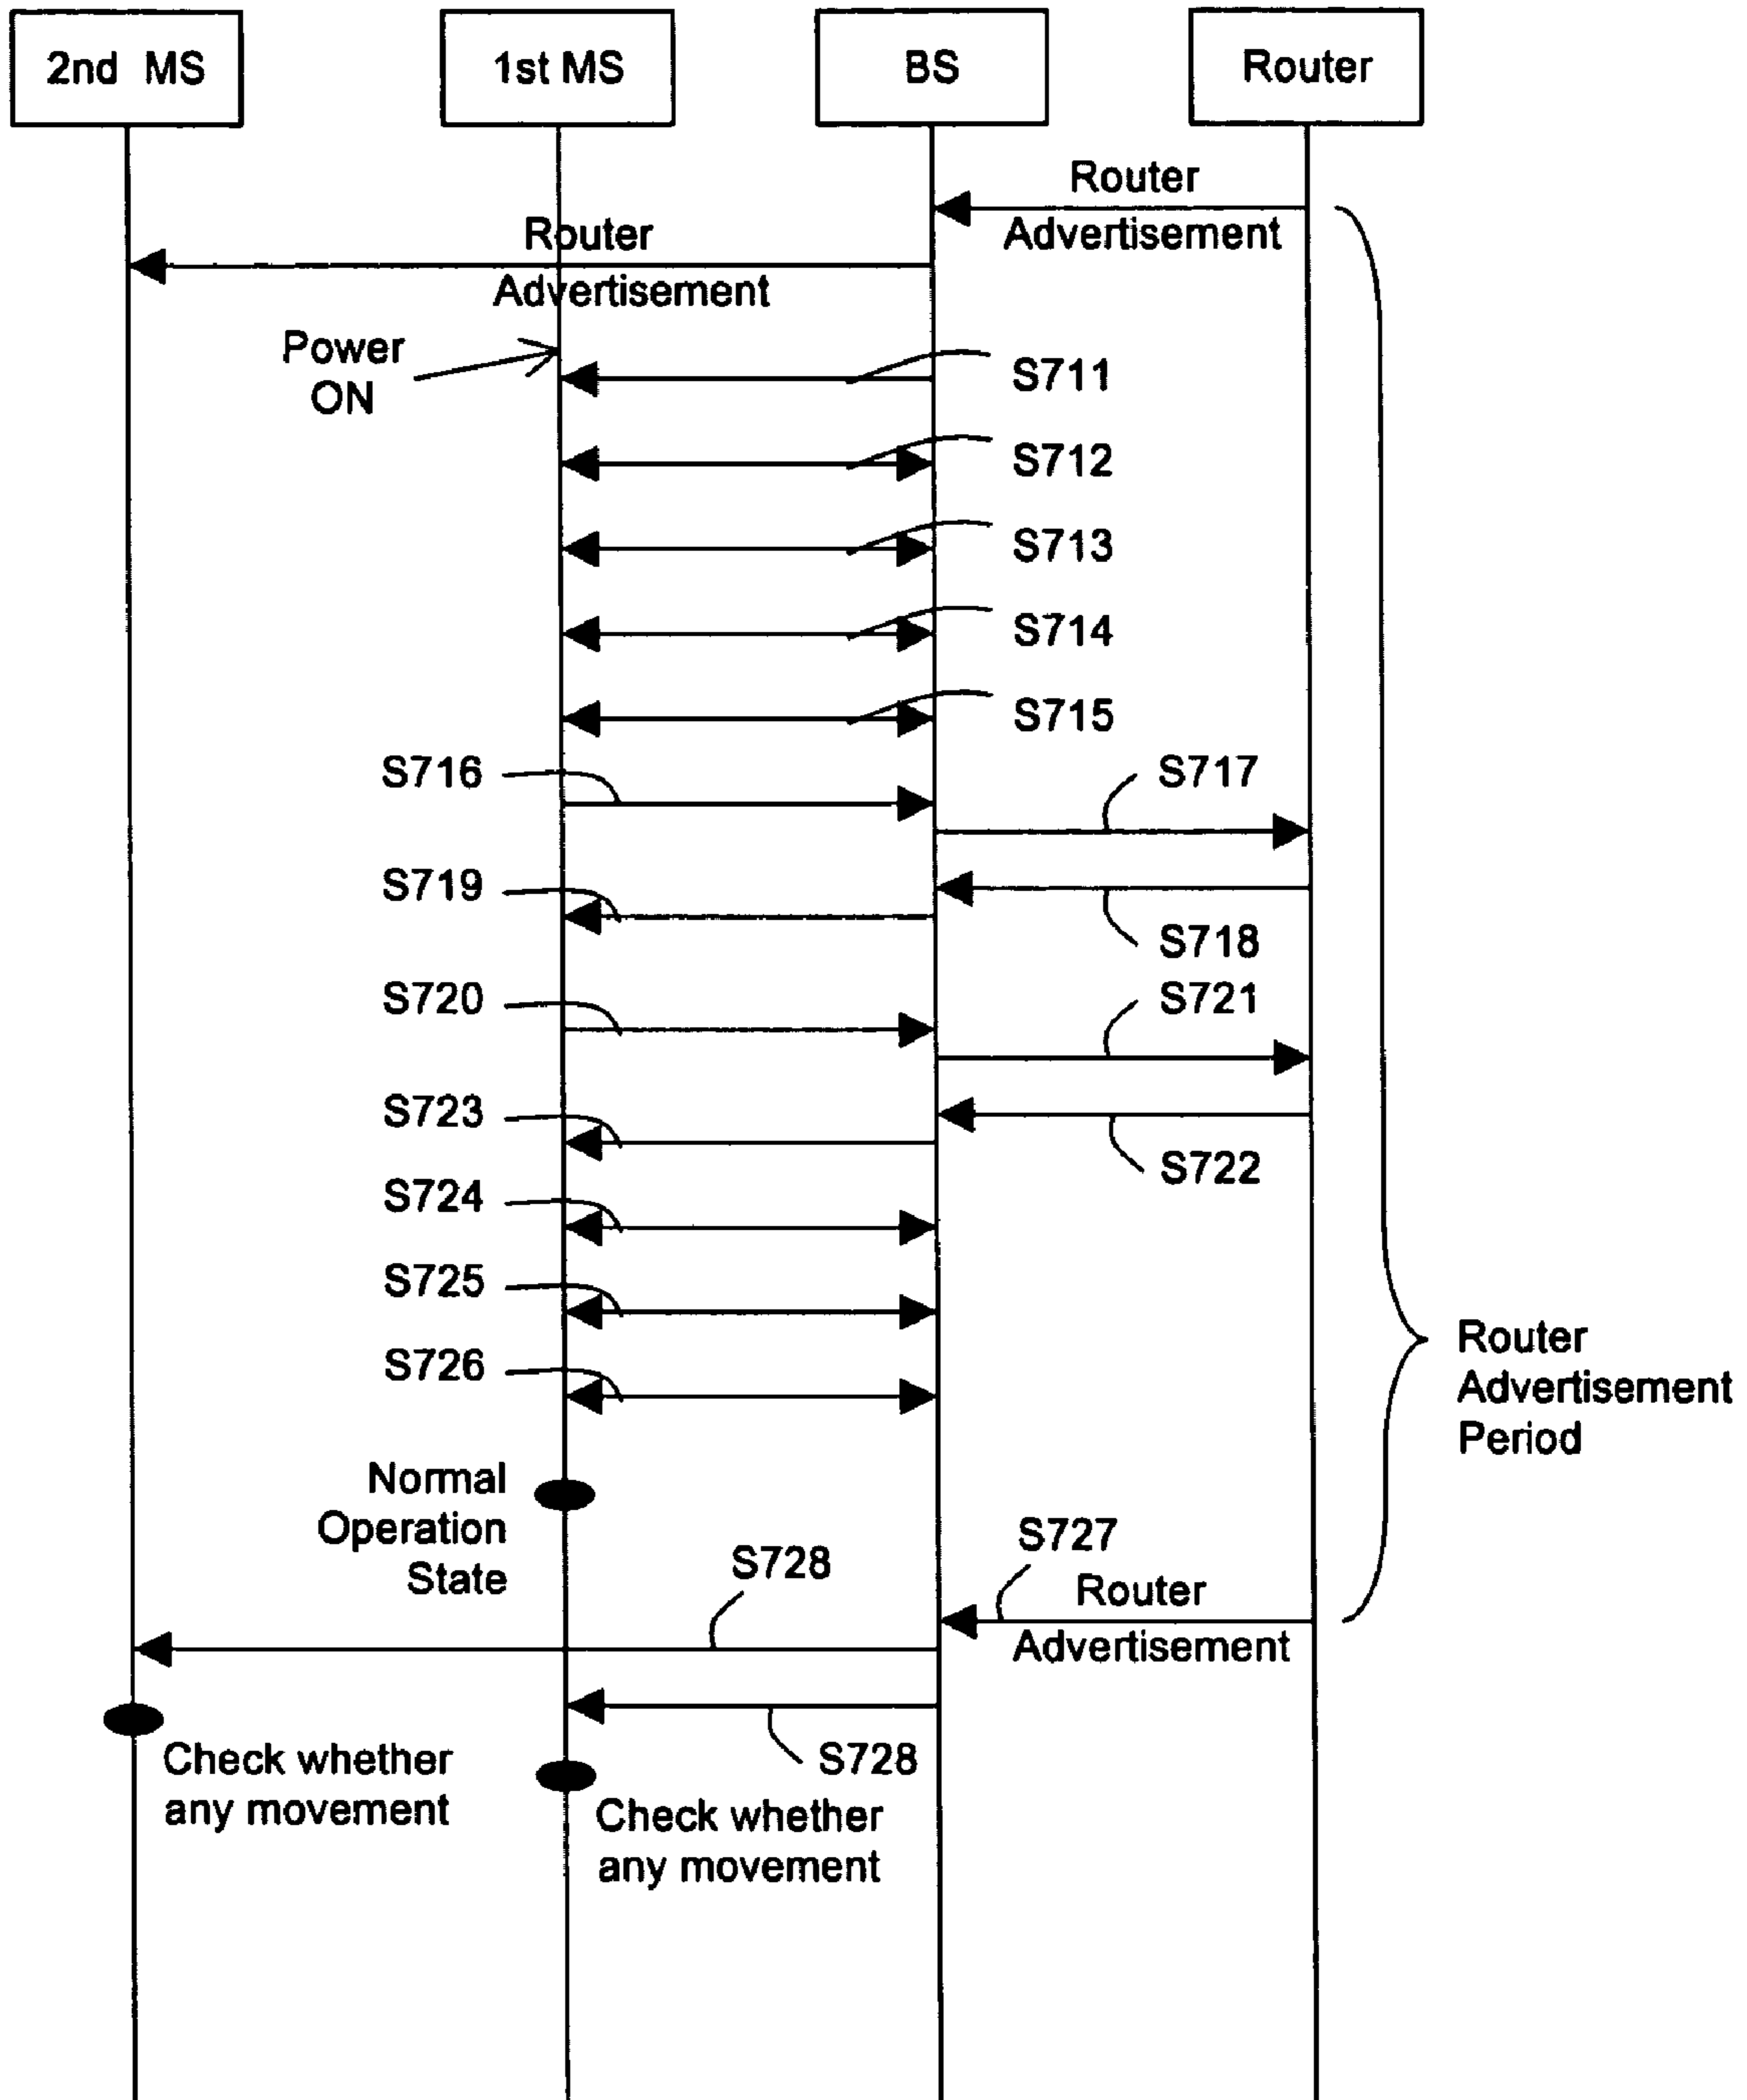 2nd MS
1st MS
BS
Router
Router
Advertisement
Router
Advertisement
Power
ON
S711
S712
S713
S714
S715
S716
S717
S719
S718
S720
S721
S723
S722
S724
S725
S726
Router
Advertisement
Period
Normal
Operation
State
S727
S728
Router
Advertisement
S728
Check whether
any movement
Check whether
any movement